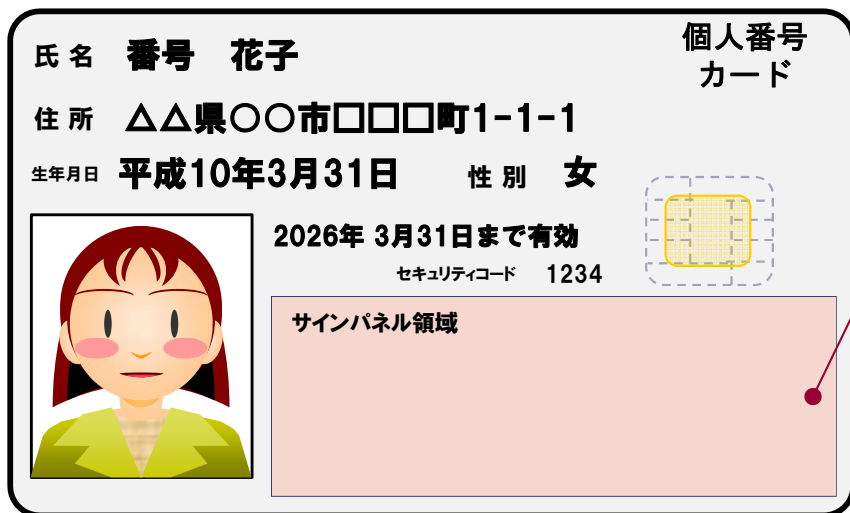 氏名 番号 花子
個人番号
カード
住所 △△県○○市□□□町1-1-1
生年月日 平成10年3月31日 性別 女
2026年 3月31日まで有効
セキュリティコード 1234
サインパネル領域